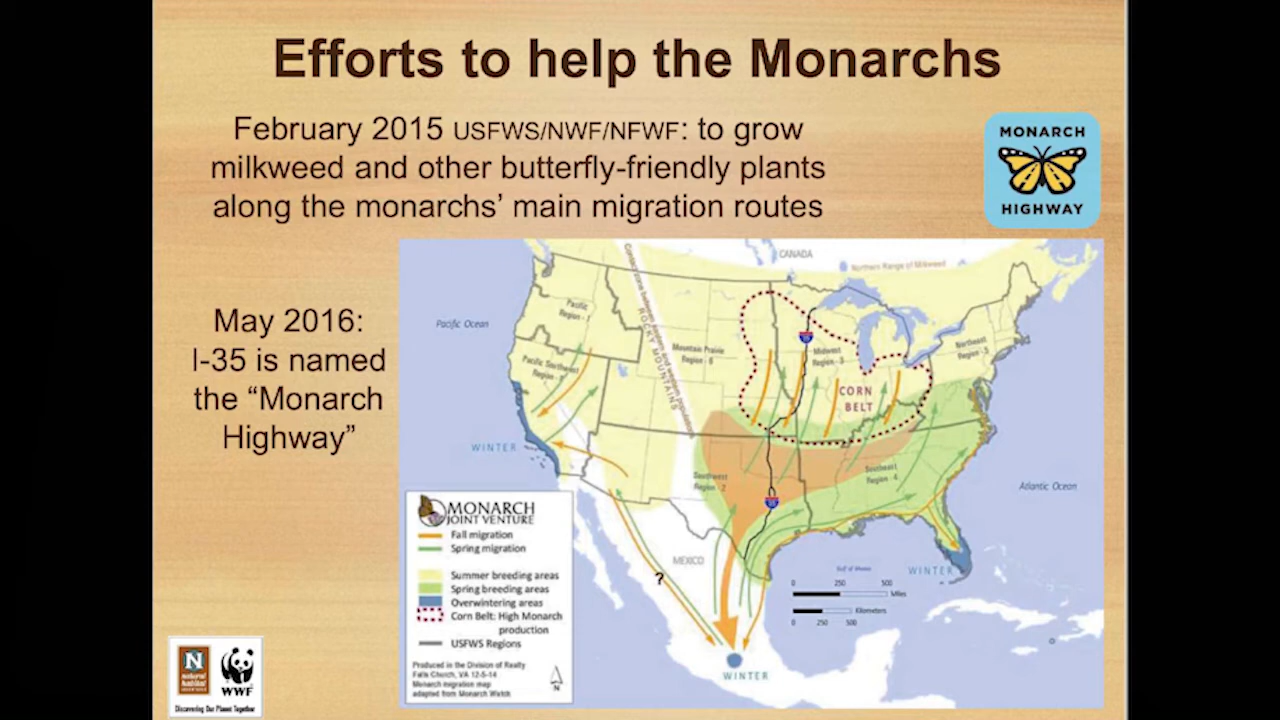 Efforts to help the Monarchs
February 2015 USFWS/NWF/NFWF: to grow
milkweed and other butterfly-friendly plants
along the monarchs’ main migration routes
MONARCH
HIGHWAY
May 2016:
I-35 is named
the “Monarch
Highway”
CANADA
Northern Range of Milkweed
Pacific Ocean
Pacific
Region - 1
ROCKY MOUNTAINS
Mountain Prairie
Region - 6
Midwest
Region - 3
Northeast
Region - 5
Pacific Southwest
Region -
CORN
BELT
WINTER
Southwest
Region - 2
Southeast
Region - 4
Atlantic Ocean
MEXICO
Gulf of Mexico
WINTER
?
0 250 500
Miles
Kilometers
0 250 500
WINTER
MONARCH
JOINT VENTURE
Fall migration
Spring migration
Summer breeding areas
Spring breeding areas
Overwintering areas
Corn Belt: High Monarch
production
USFWS Regions
Produced in the Division of Realty
Falls Church, VA 12-5-14
Monarch migration map
adapted from Monarch Watch
N
N
natural
habitat
WWF
Discovering Our Planet Together